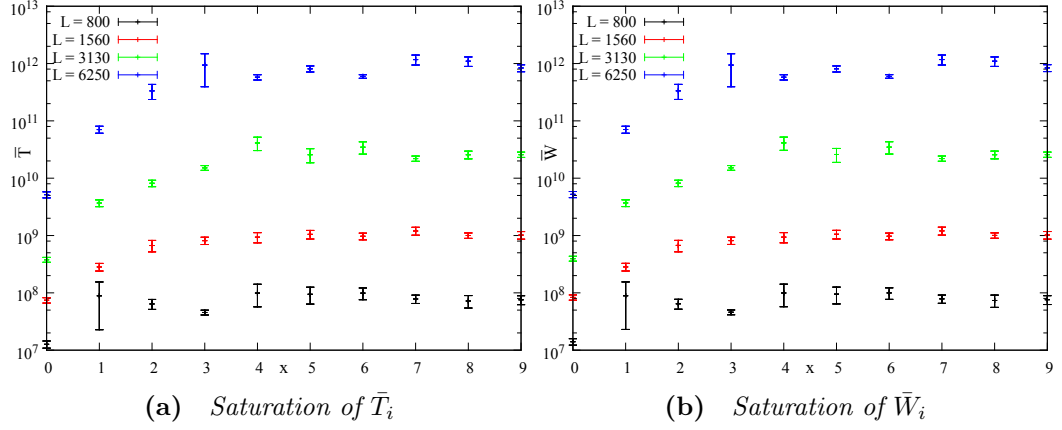 10^13
10^12
10^11
10^10
10^9
10^8
10^7
T̅
L = 800
L = 1560
L = 3130
L = 6250
0 1 2 3 4 x 5 6 7 8 9
(a) Saturation of T̄_i
10^13
10^12
10^11
10^10
10^9
10^8
10^7
W̅
L = 800
L = 1560
L = 3130
L = 6250
0 1 2 3 4 x 5 6 7 8 9
(b) Saturation of W̄_i